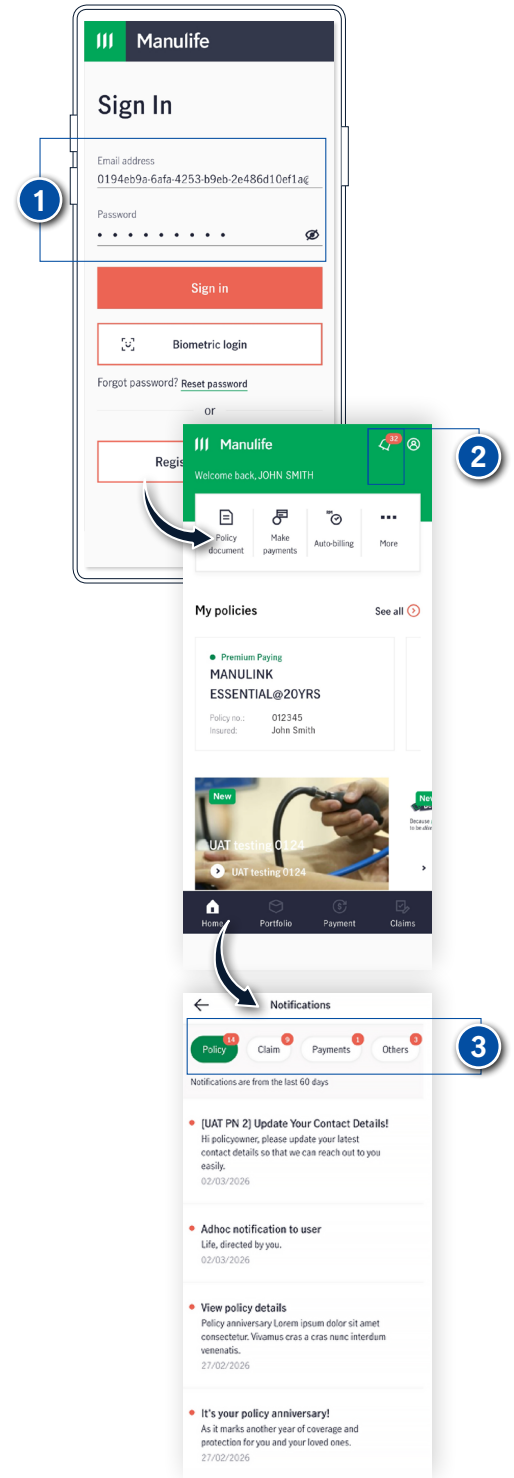 Manulife
Sign In
Email address
0194eb9a-6afa-4253-b9eb-2e486d10ef1a
Password
1
Sign in
Biometric login
Forgot password? Reset password
or
Regis
Manulife
32
2
Welcome back, JOHN SMITH
Policy document
Make payments
Auto-billing
More
My policies
See all
Premium Paying
MANULINK
ESSENTIAL@20YRS
Policy no.: 012345
Insured: John Smith
New
UAT testing 0124
UAT testing 0124
New
Because
to be
Home
Portfolio
Payment
Claims
Notifications
Policy 14
Claim 9
Payments 1
Others 3
3
Notifications are from the last 60 days
[UAT PN 2] Update Your Contact Details!
Hi policyowner, please update your latest
contact details so that we can reach out to you
easily.
02/03/2026
Adhoc notification to user
Life, directed by you.
02/03/2026
View policy details
Policy anniversary Lorem ipsum dolor sit amet
consectetur. Vivamus cras a cras nunc interdum
venenatis.
27/02/2026
It's your policy anniversary!
As it marks another year of coverage and
protection for you and your loved ones.
27/02/2026